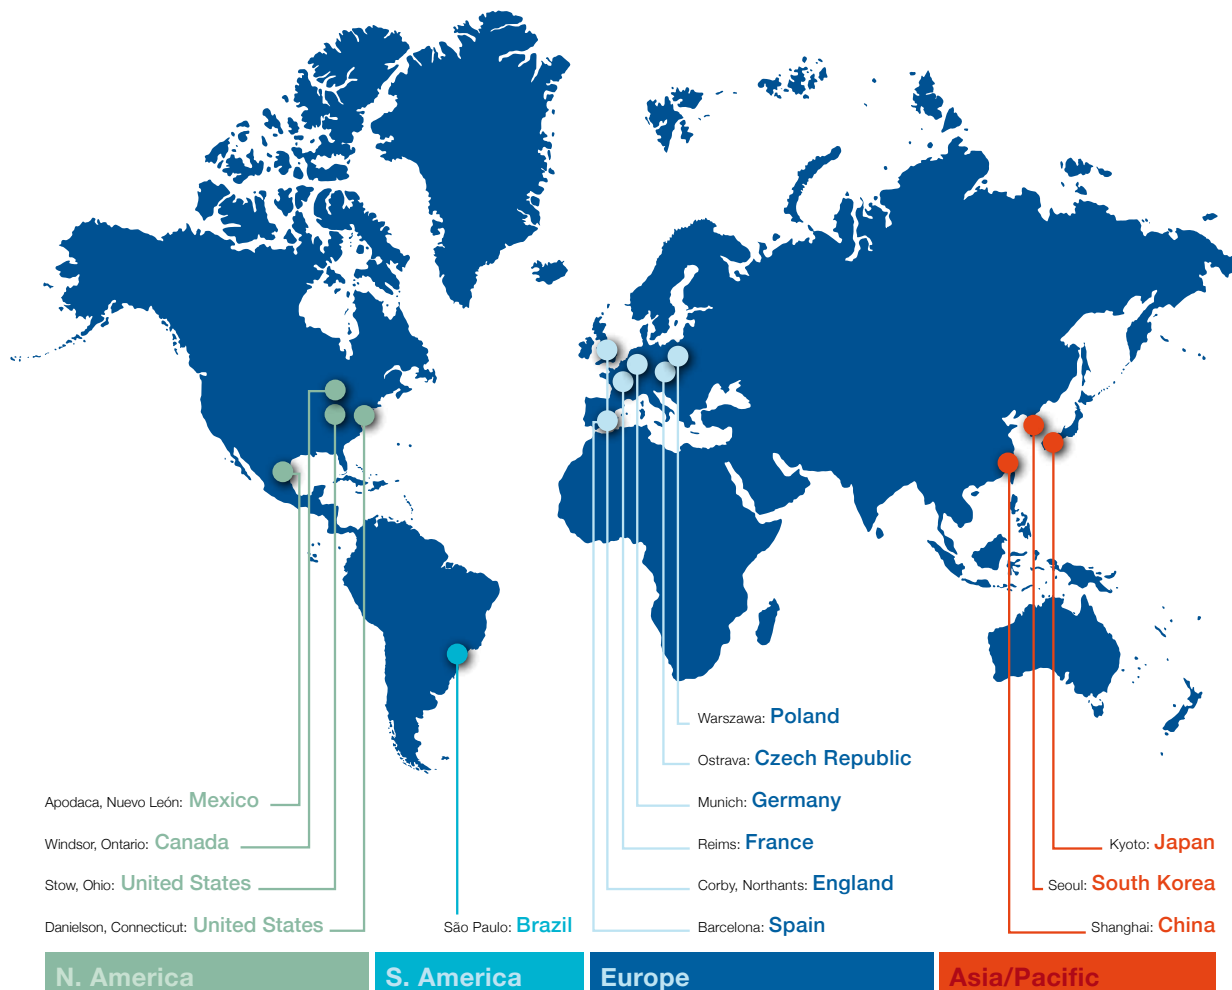 Warszawa: Poland
Ostrava: Czech Republic
Apodaca, Nuevo León: Mexico
Munich: Germany
Windsor, Ontario: Canada
Reims: France
Kyoto: Japan
Stow, Ohio: United States
Corby, Northants: England
Seoul: South Korea
Danielson, Connecticut: United States
São Paulo: Brazil
Barcelona: Spain
Shanghai: China
N. America
S. America
Europe
Asia/Pacific